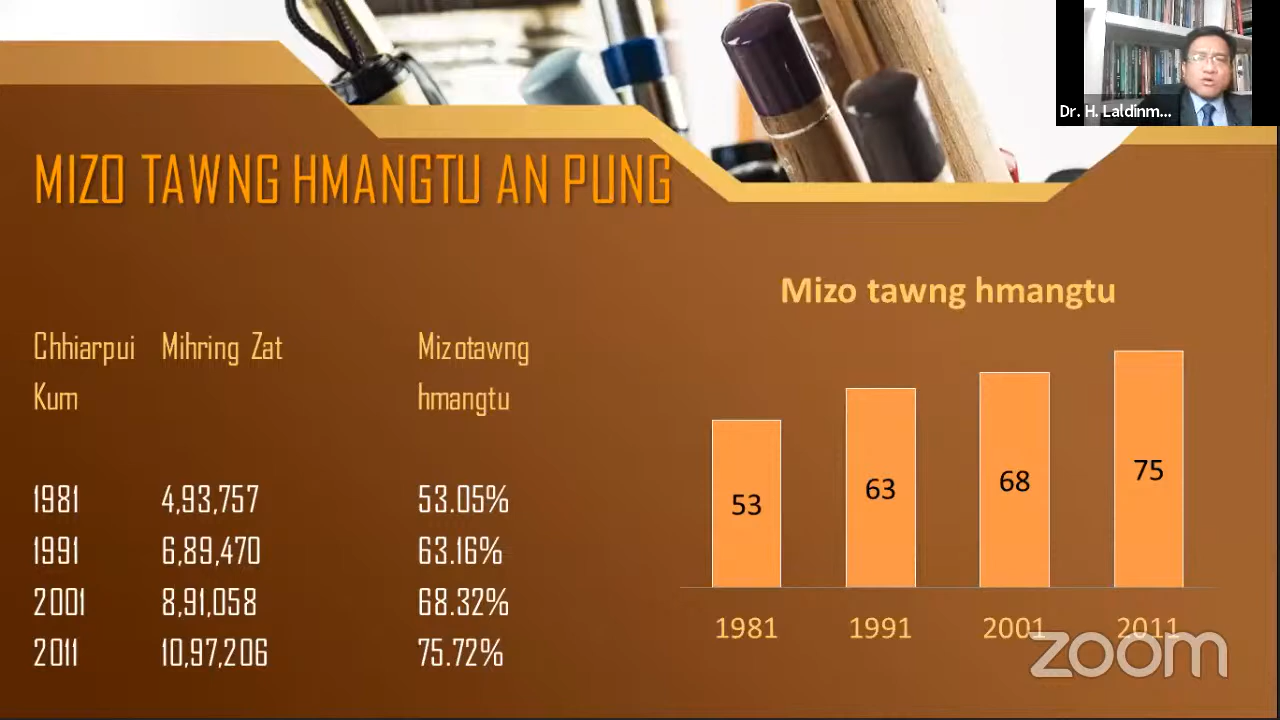 Dr. H. Laldinm...
MIZO TAWNG HMANGTU AN PUNG
Chhiarpui Kum Mihring Zat Mizotawng hmangtu
1981 4,93,757 53.05%
1991 6,89,470 63.16%
2001 8,91,058 68.32%
2011 10,97,206 75.72%
Mizo tawng hmangtu
53 63 68 75
1981 1991 2001 2011
zoom